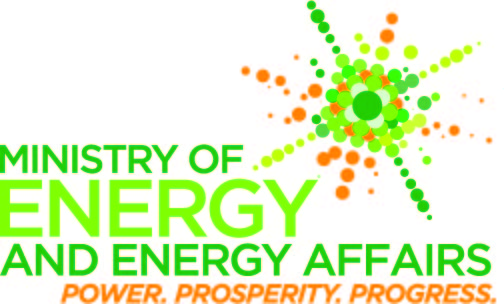 MINISTRY OF
ENERGY
AND ENERGY AFFAIRS
POWER. PROSPERITY. PROGRESS.